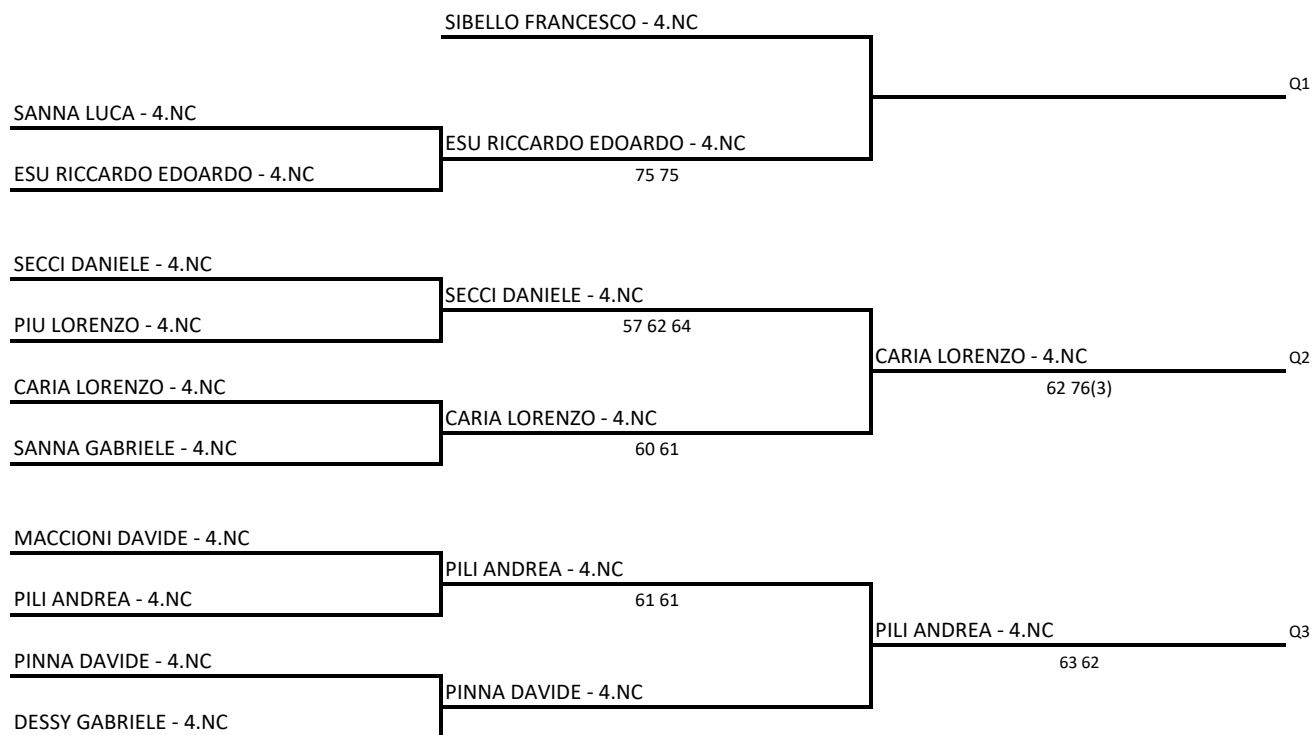 SIBELLO FRANCESCO - 4.NC
Q1
SANNA LUCA - 4.NC
ESU RICCARDO EDOARDO - 4.NC
ESU RICCARDO EDOARDO - 4.NC
75 75
SECCI DANIELE - 4.NC
SECCI DANIELE - 4.NC
PIU LORENZO - 4.NC
57 62 64
CARIA LORENZO - 4.NC
Q2
CARIA LORENZO - 4.NC
62 76(3)
CARIA LORENZO - 4.NC
SANNA GABRIELE - 4.NC
60 61
MACCIONI DAVIDE - 4.NC
PILI ANDREA - 4.NC
PILI ANDREA - 4.NC
61 61
PILI ANDREA - 4.NC
Q3
PINNA DAVIDE - 4.NC
63 62
PINNA DAVIDE - 4.NC
DESSY GABRIELE - 4.NC